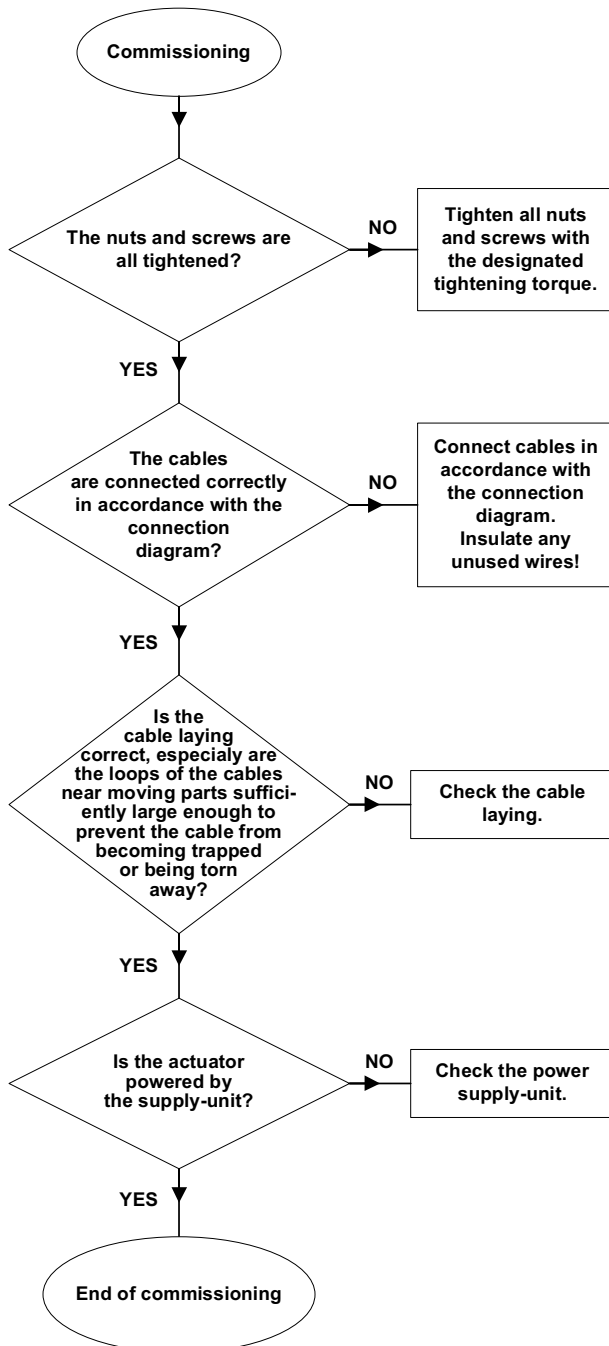 Commissioning
The nuts and screws are
all tightened?
NO
Tighten all nuts
and screws with
the designated
tightening torque.
YES
The cables
are connected correctly
in accordance with the
connection
diagram?
NO
Connect cables in
accordance with
the connection
diagram.
Insulate any
unused wires!
YES
Is the
cable laying
correct, especialy are
the loops of the cables
near moving parts suffici-
ently large enough to
prevent the cable from
becoming trapped
or being torn
away?
NO
Check the cable
laying.
YES
Is the actuator
powered by
the supply-unit?
NO
Check the power
supply-unit.
YES
End of commissioning